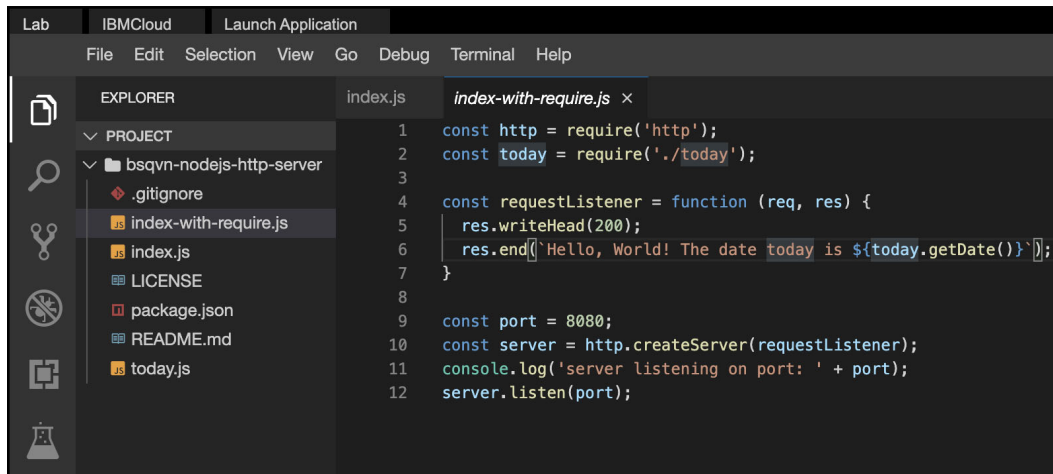 Lab IBMCloud Launch Application
File Edit Selection View Go Debug Terminal Help
EXPLORER
PROJECT
bsqvn-nodejs-http-server
.gitignore
JS index-with-require.js
JS index.js
LICENSE
package.json
README.md
JS today.js
index.js index-with-require.js ×
1 const http = require('http');
2 const today = require('./today');
3
4 const requestListener = function (req, res) {
5   res.writeHead(200);
6   res.end(`Hello, World! The date today is ${today.getDate()}`);
7 }
8
9 const port = 8080;
10 const server = http.createServer(requestListener);
11 console.log('server listening on port: ' + port);
12 server.listen(port);